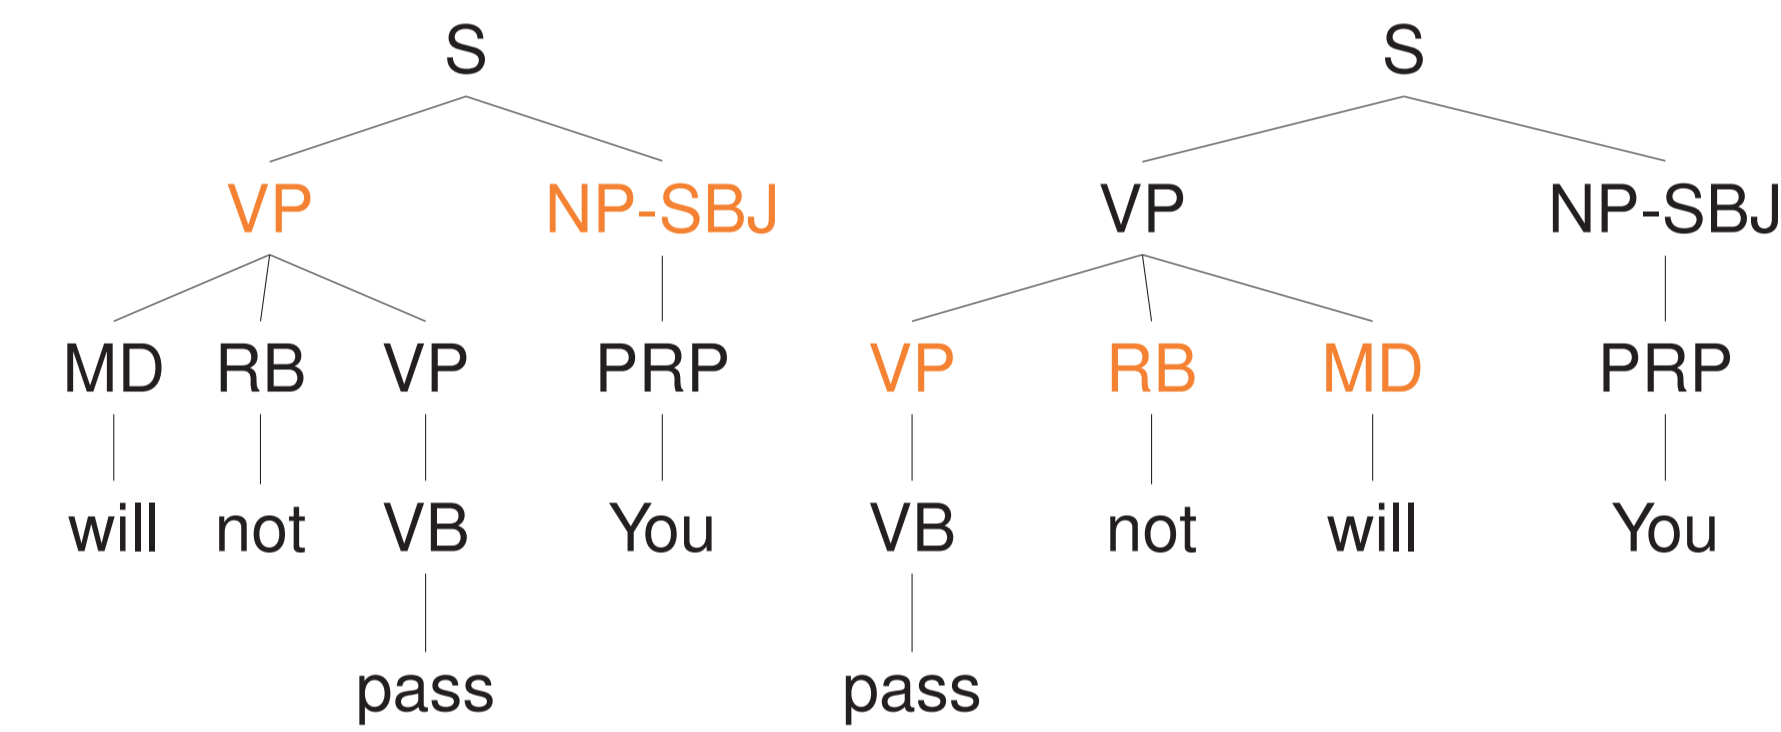 S S
VP NP-SBJ VP NP-SBJ
MD RB VP PRP VP RB MD PRP
will not VB You VB not will You
pass pass